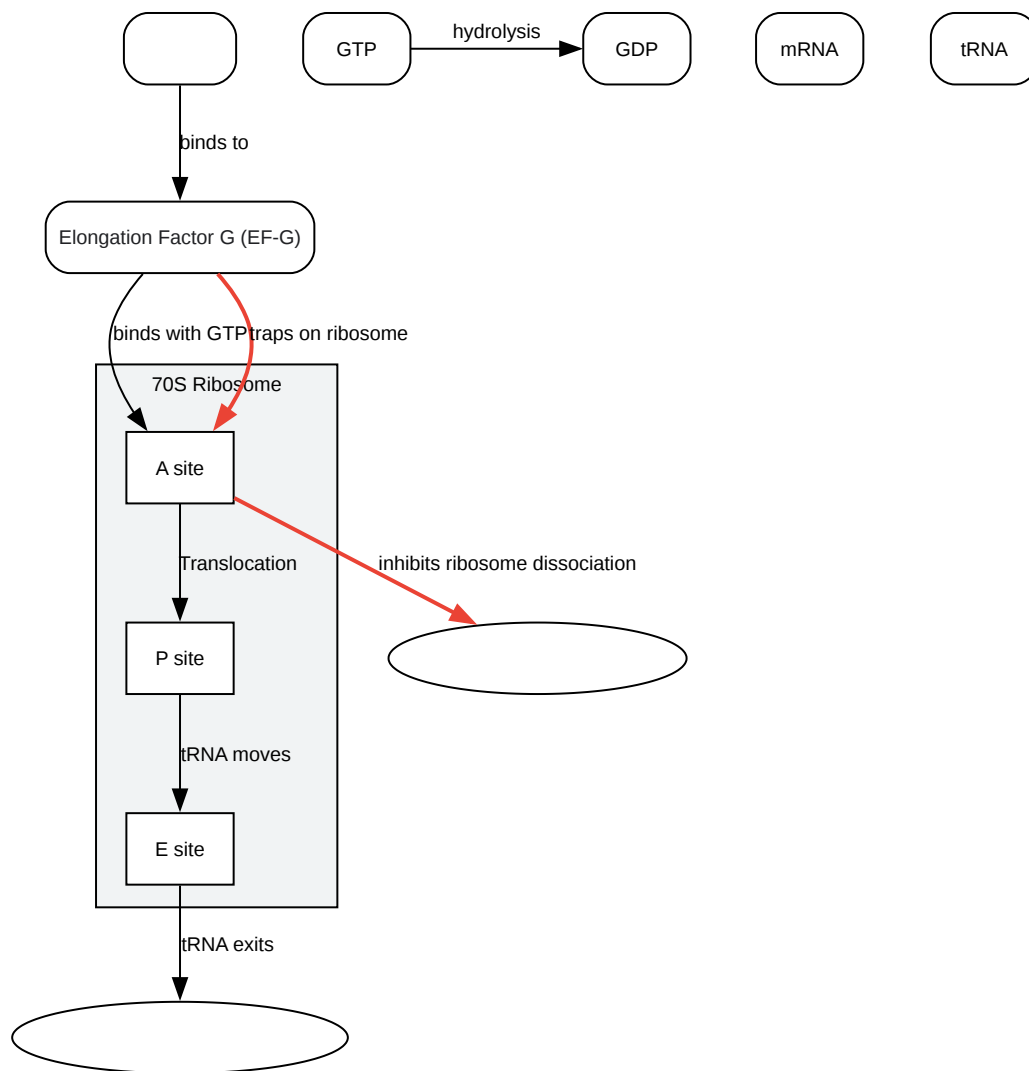 GTP
hydrolysis
GDP
mRNA
tRNA
binds to
Elongation Factor G (EF-G)
binds with GTP
traps on ribosome
70S Ribosome
A site
Translocation
inhibits ribosome dissociation
P site
tRNA moves
E site
tRNA exits